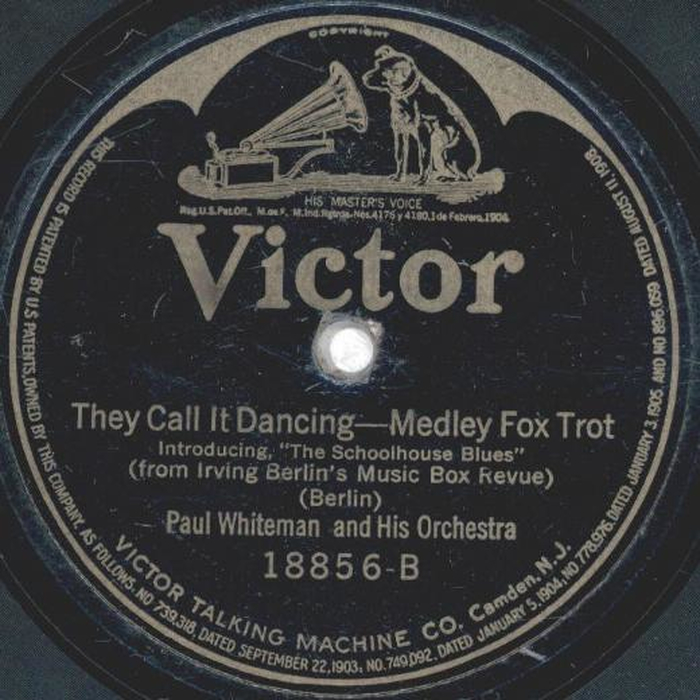 COPYRIGHT
HIS MASTER'S VOICE
Reg.U.S.Pat.Off., M. de F. M.Ind.Rgtrda.Nos.4175 y 4180,1 de Febrero,1908.
Victor
They Call It Dancing—Medley Fox Trot
Introducing, "The Schoolhouse Blues"
(from Irving Berlin's Music Box Revue)
(Berlin)
Paul Whiteman and His Orchestra
18856-B
VICTOR TALKING MACHINE CO. Camden, N.J.
THIS RECORD IS PATENTED BY U.S. PATENTS, OWNED BY THIS COMPANY, AS FOLLOWS, NO 739,318, DATED SEPTEMBER 22,1903; NO.749,092, DATED JANUARY 5,1904, NO.778,976, DATED JANUARY 3,1905 AND NO 896,059 DATED AUGUST 11, 1908.